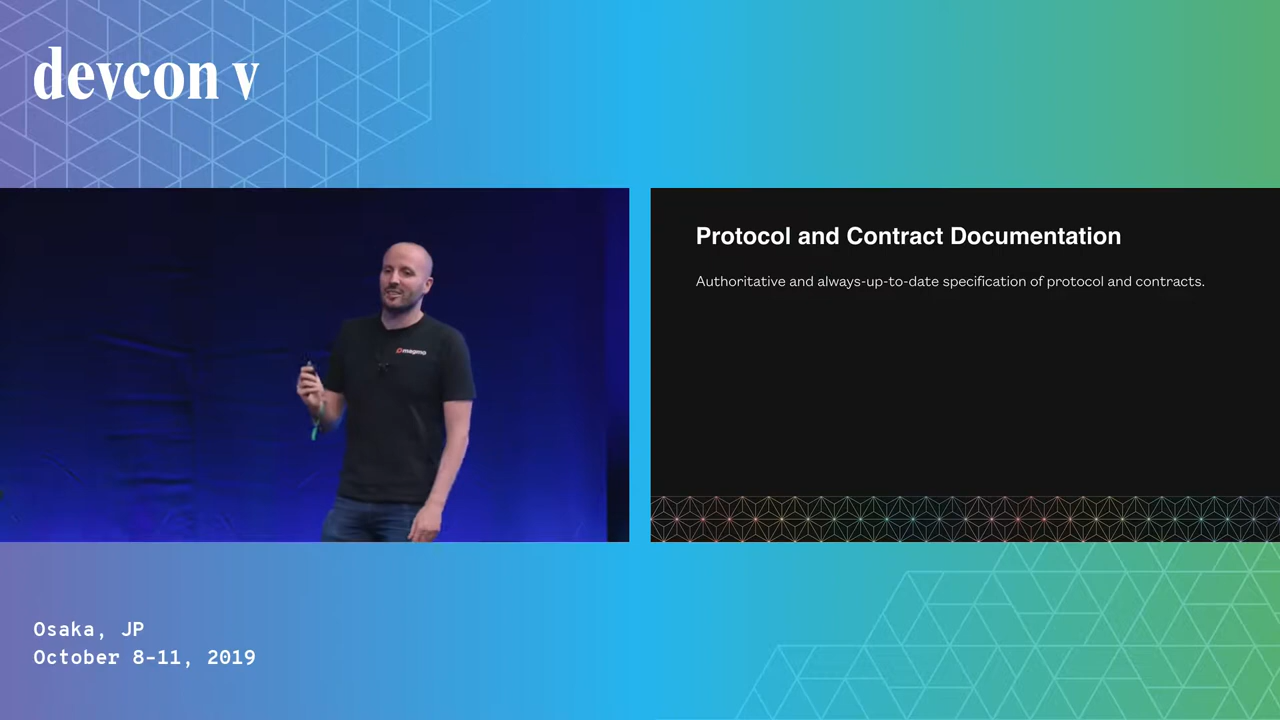 devcon v
magmo
Protocol and Contract Documentation
Authoritative and always-up-to-date specification of protocol and contracts.
Osaka, JP
October 8-11, 2019